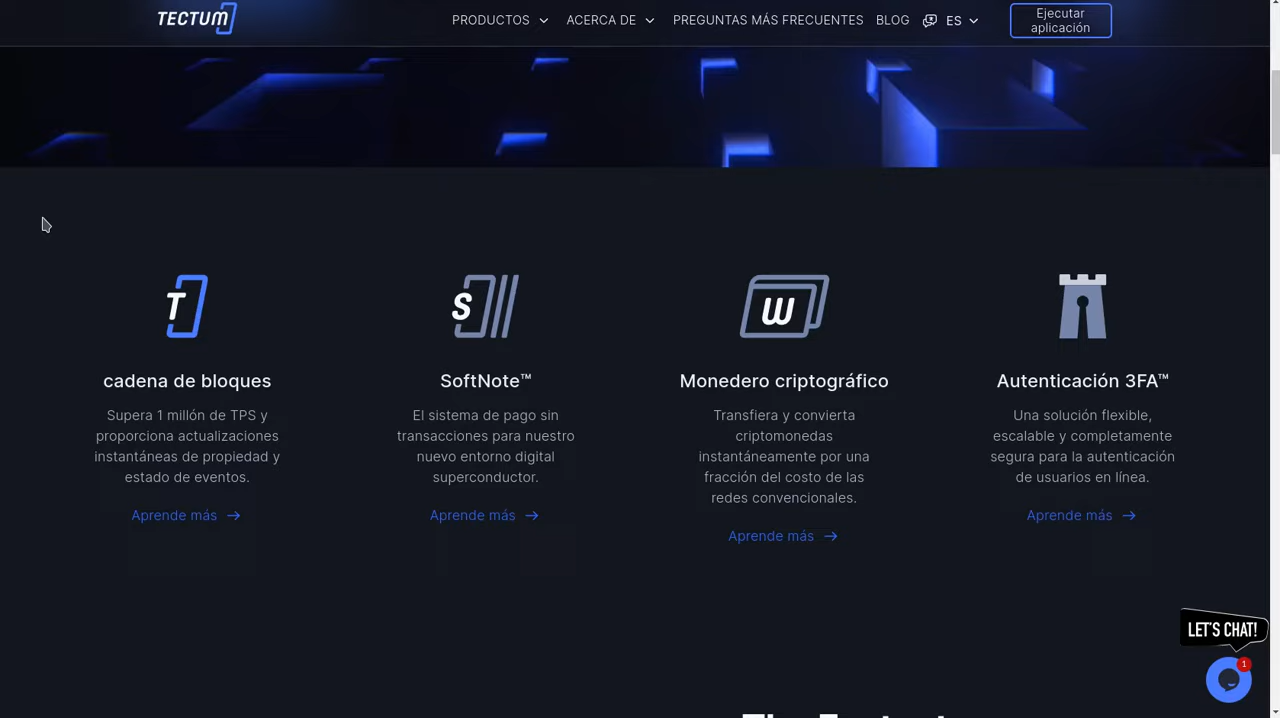 TECTUM
PRODUCTOS
ACERCA DE
PREGUNTAS MÁS FRECUENTES
BLOG
ES
Ejecutar
aplicación
T
cadena de bloques
Supera 1 millón de TPS y
proporciona actualizaciones
instantáneas de propiedad y
estado de eventos.
Aprende más
S
SoftNote™
El sistema de pago sin
transacciones para nuestro
nuevo entorno digital
superconductor.
Aprende más
W
Monedero criptográfico
Transfiera y convierta
criptomonedas
instantáneamente por una
fracción del costo de las
redes convencionales.
Aprende más
Autenticación 3FA™
Una solución flexible,
escalable y completamente
segura para la autenticación
de usuarios en línea.
Aprende más
LET'S CHAT!
1